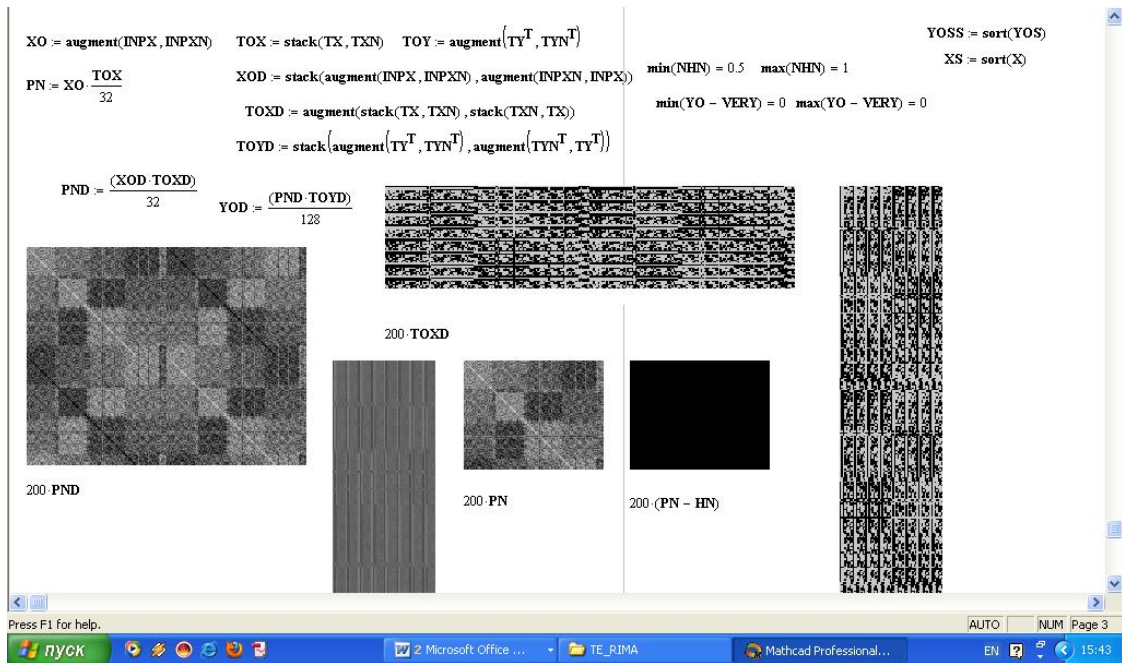 XO := augment(INPX, INPXN) TOX := stack(TX, TXN) TOY := augment(TY^T, TYN^T) YOSS := sort(YOS)
PN := XO · TOX / 32 XOD := stack(augment(INPX, INPXN), augment(INPXN, INPX)) min(NHN) = 0.5 max(NHN) = 1 XS := sort(X)
TOXD := augment(stack(TX, TXN), stack(TXN, TX)) min(YO − VERY) = 0 max(YO − VERY) = 0
TOYD := stack(augment(TY^T, TYN^T), augment(TYN^T, TY^T))
PND := (XOD·TOXD) / 32 YOD := (PND·TOYD) / 128
200·TOXD
200·PND
200·PN 200·(PN − HN)
Press F1 for help. AUTO NUM Page 3
пуск 2 Microsoft Office ... TE_RIMA Mathcad Professional... EN 15:43